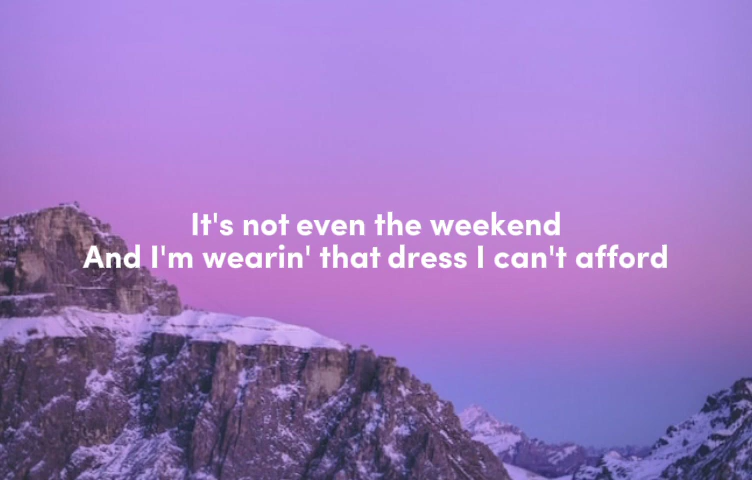 It's not even the weekend
And I'm wearin' that dress I can't afford